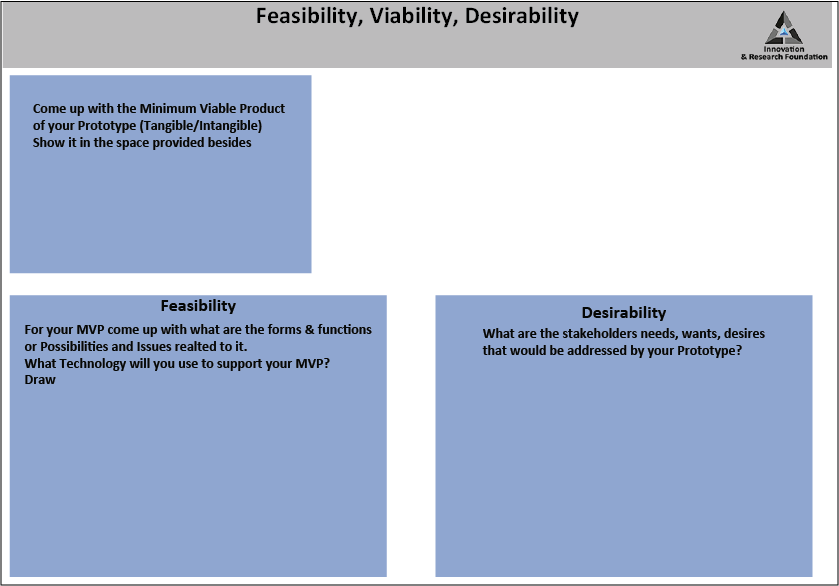 Feasibility, Viability, Desirability
Innovation
& Research Foundation
Come up with the Minimum Viable Product
of your Prototype (Tangible/Intangible)
Show it in the space provided besides
Feasibility
For your MVP come up with what are the forms & functions
or Possibilities and Issues realted to it.
What Technology will you use to support your MVP?
Draw
Desirability
What are the stakeholders needs, wants, desires
that would be addressed by your Prototype?